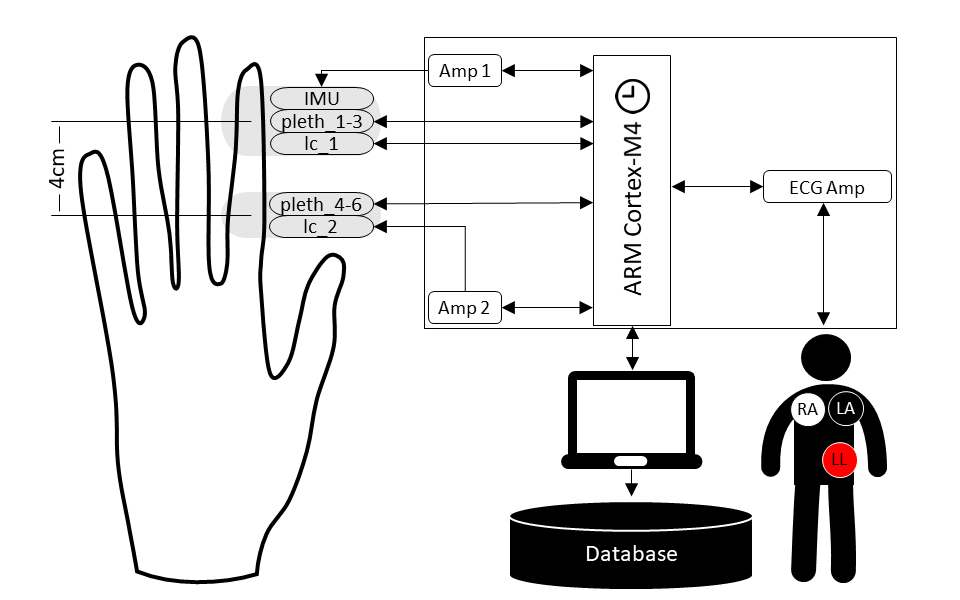 Amp 1
IMU
pleth_1-3
lc_1
4cm
pleth_4-6
lc_2
Amp 2
ARM Cortex-M4
ECG Amp
RA
LA
LL
Database